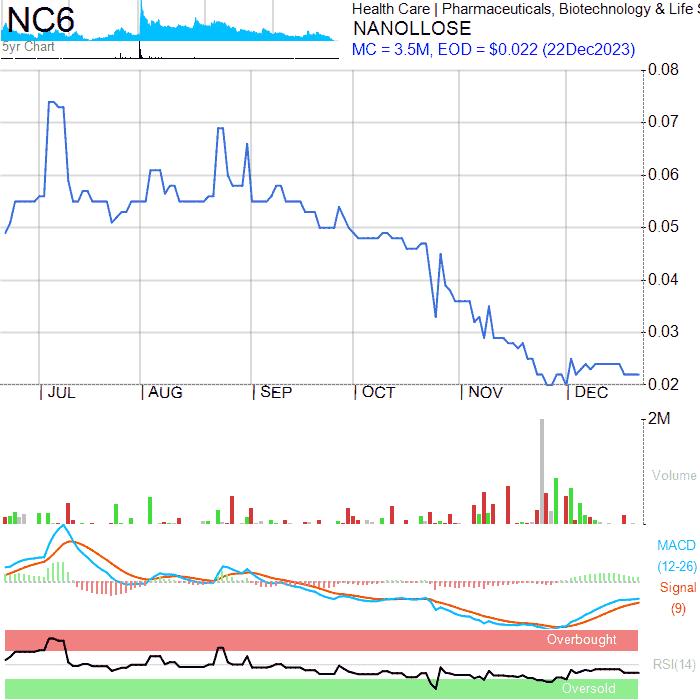 NC6
5yr Chart
Health Care | Pharmaceuticals, Biotechnology & Life S
NANOLLOSE
MC = 3.5M, EOD = $0.022 (22Dec2023)
0.08
0.07
0.06
0.05
0.04
0.03
0.02
JUL AUG SEP OCT NOV DEC
2M
Volume
MACD
(12-26)
Signal
(9)
Overbought
RSI(14)
Oversold